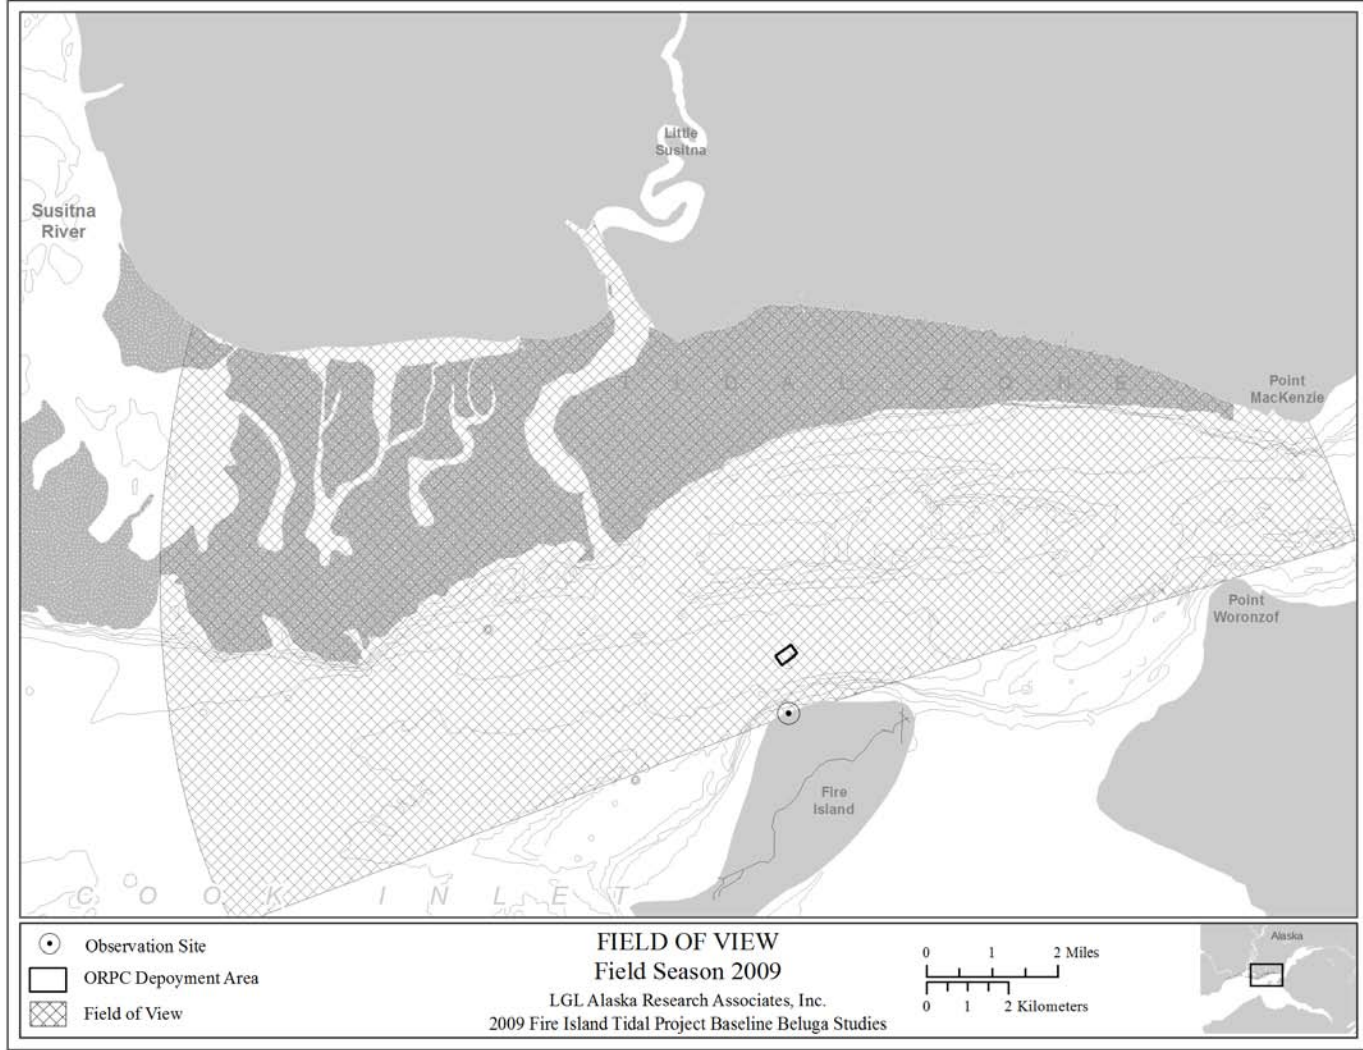 Little
Susitna
Susitna
River
TIDAL ZONE
Point
MacKenzie
Point
Woronzof
Fire
Island
COOK INLET
Observation Site
ORPC Depoyment Area
Field of View
FIELD OF VIEW
Field Season 2009
LGL Alaska Research Associates, Inc.
2009 Fire Island Tidal Project Baseline Beluga Studies
0 1 2 Miles
0 1 2 Kilometers
Alaska